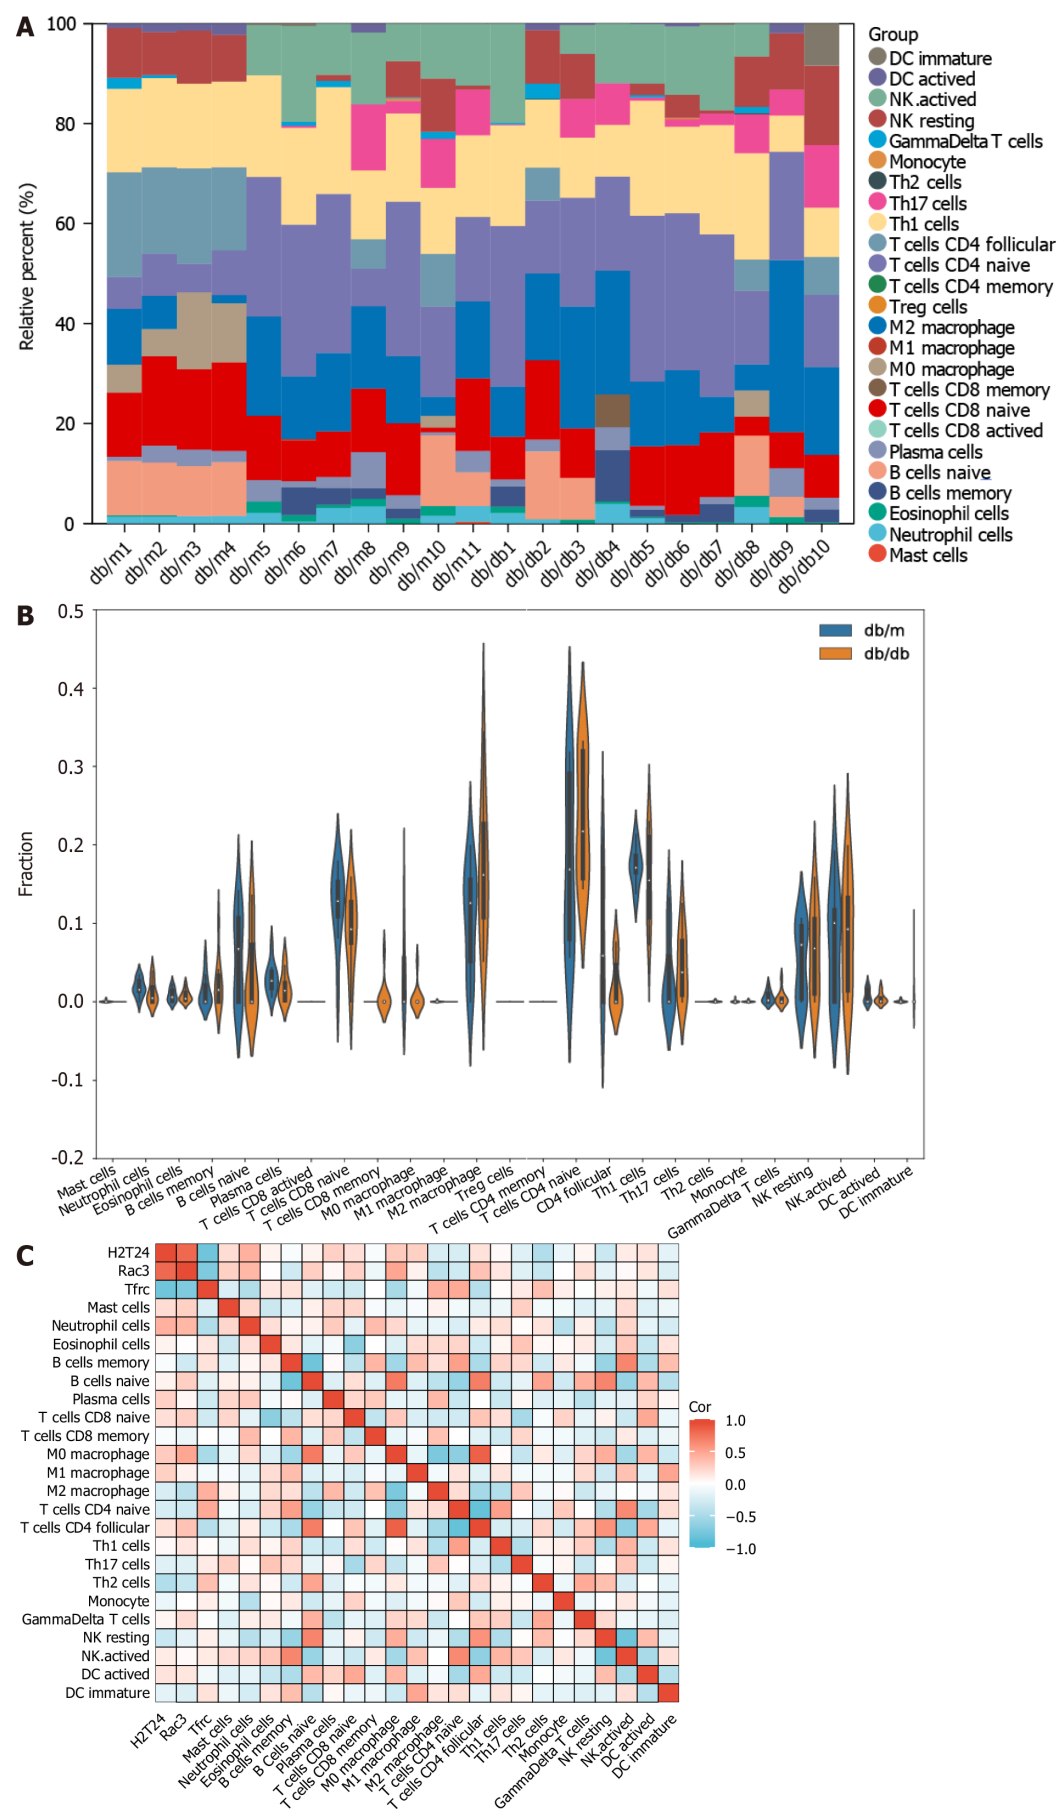 A
Relative percent (%)
100
80
60
40
20
0
db/m1
db/m2
db/m3
db/m4
db/m5
db/m6
db/m7
db/m8
db/m9
db/m10
db/m11
db/db1
db/db2
db/db3
db/db4
db/db5
db/db6
db/db7
db/db8
db/db9
db/db10
Group
DC immature
DC actived
NK.actived
NK resting
GammaDelta T cells
Monocyte
Th2 cells
Th17 cells
Th1 cells
T cells CD4 follicular
T cells CD4 naive
T cells CD4 memory
Treg cells
M2 macrophage
M1 macrophage
M0 macrophage
T cells CD8 memory
T cells CD8 naive
T cells CD8 actived
Plasma cells
B cells naive
B cells memory
Eosinophil cells
Neutrophil cells
Mast cells
B
Fraction
0.5
0.4
0.3
0.2
0.1
0.0
-0.1
-0.2
db/m
db/db
Mast cells
Neutrophil cells
Eosinophil cells
B cells memory
B cells naive
Plasma cells
T cells CD8 actived
T cells CD8 naive
T cells CD8 memory
M0 macrophage
M1 macrophage
M2 macrophage
Treg cells
T cells CD4 memory
T cells CD4 naive
CD4 follicular
Th1 cells
Th17 cells
Th2 cells
Monocyte
GammaDelta T cells
NK resting
NK.actived
DC actived
DC immature
C
H2T24
Rac3
Tfrc
Mast cells
Neutrophil cells
Eosinophil cells
B cells memory
B cells naive
Plasma cells
T cells CD8 naive
T cells CD8 memory
M0 macrophage
M1 macrophage
M2 macrophage
T cells CD4 naive
T cells CD4 follicular
Th1 cells
Th17 cells
Th2 cells
Monocyte
GammaDelta T cells
NK resting
NK.actived
DC actived
DC immature
H2T24
Rac3
Tfrc
Mast cells
Neutrophil cells
Eosinophil cells
B cells memory
B Cells naive
Plasma cells
T cells CD8 naive
T cells CD8 memory
M0 macrophage
M1 macrophage
M2 macrophage
T cells CD4 naive
T cells CD4 follicular
Th1 cells
Th17 cells
Th2 cells
Monocyte
GammaDelta T cells
NK resting
NK.actived
DC actived
DC immature
Cor
1.0
0.5
0.0
−0.5
−1.0